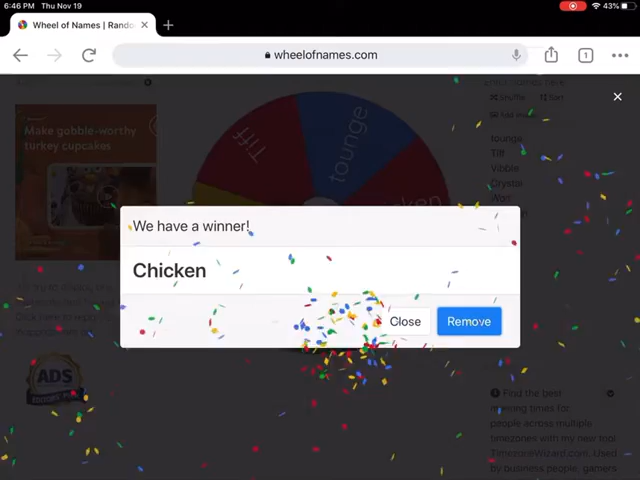 6:46 PM Thu Nov 19
43%
Wheel of Names | Rando
wheelofnames.com
1
Shuffle
Make gobble-worthy
turkey cupcakes
Tiff
tounge
tounge
Tiff
Vibble
We have a winner!
Chicken
Close
Remove
ADS
Find the best
meeting times for
people across multiple
timezones with my new tool
TimezoneWizard.com. Used
by business people, gamers